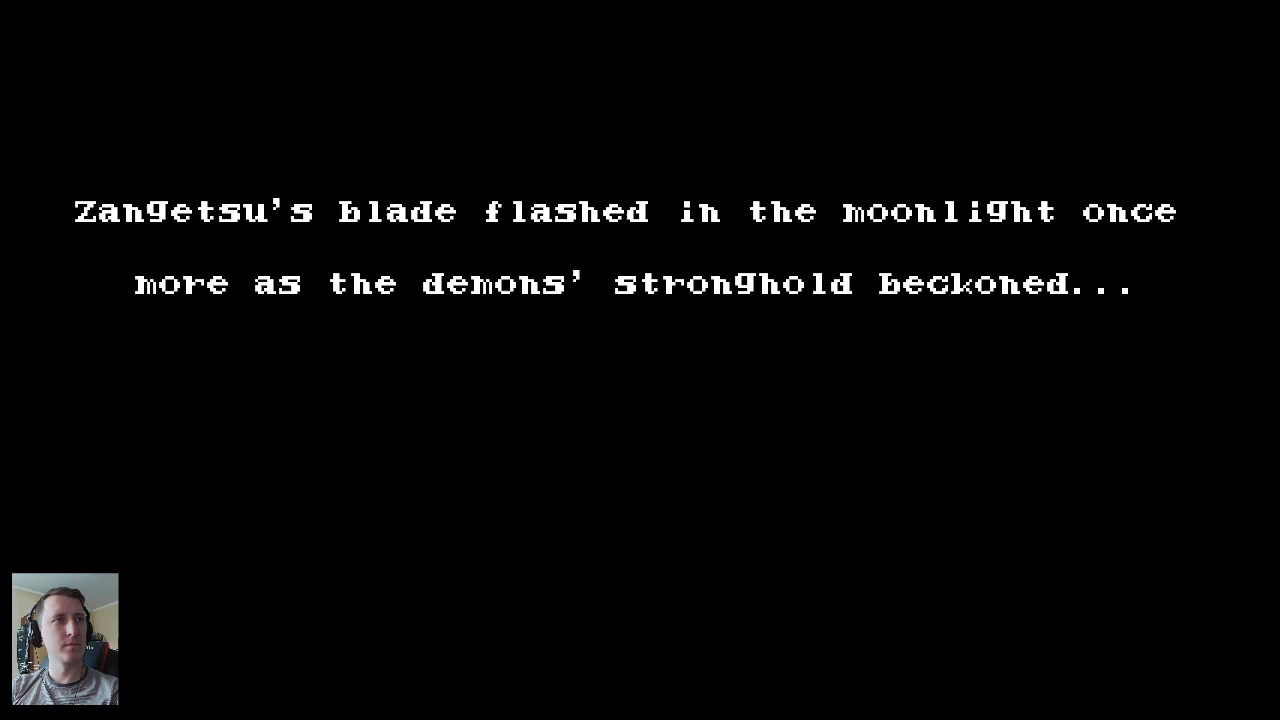 Zangetsu's blade flashed in the moonlight once
more as the demons' stronghold beckoned...